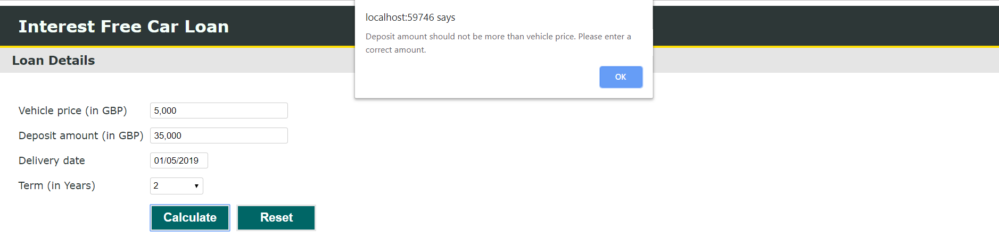 Interest Free Car Loan
localhost:59746 says
Deposit amount should not be more than vehicle price. Please enter a
correct amount.
OK
Loan Details
Vehicle price (in GBP) 5,000
Deposit amount (in GBP) 35,000
Delivery date 01/05/2019
Term (in Years) 2
Calculate Reset